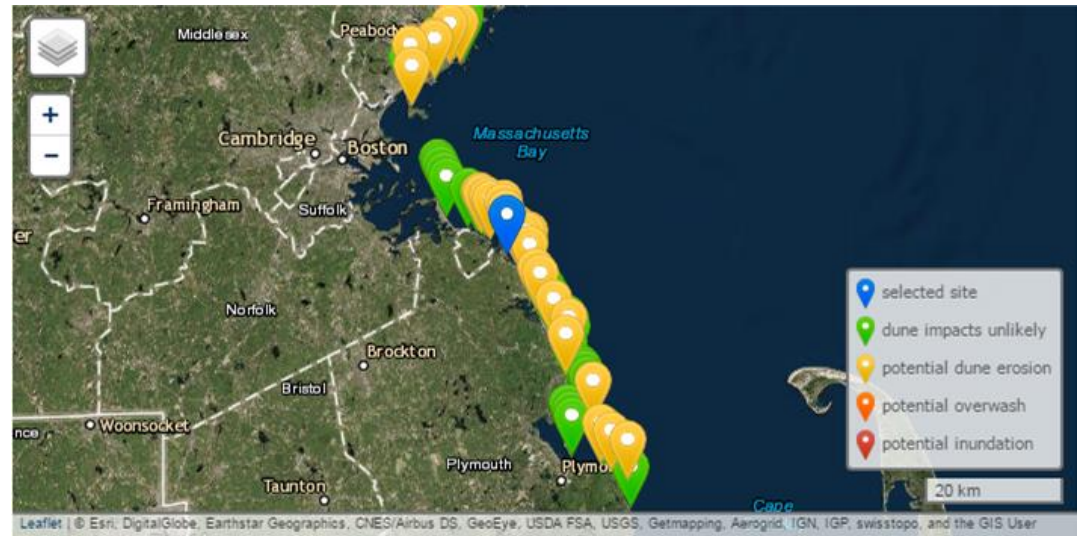 Middlesex
Peabody
Massachusetts
Bay
+
−
Cambridge
Boston
Framingham
Suffolk
er
selected site
Norfolk
dune impacts unlikely
Brockton
potential dune erosion
Bristol
potential overwash
nce
Woonsocket
potential inundation
Plymouth
Plymo
Taunton
20 km
Cape
Leaflet | © Esri, DigitalGlobe, Earthstar Geographics, CNES/Airbus DS, GeoEye, USDA FSA, USGS, Getmapping, Aerogrid, IGN, IGP, swisstopo, and the GIS User